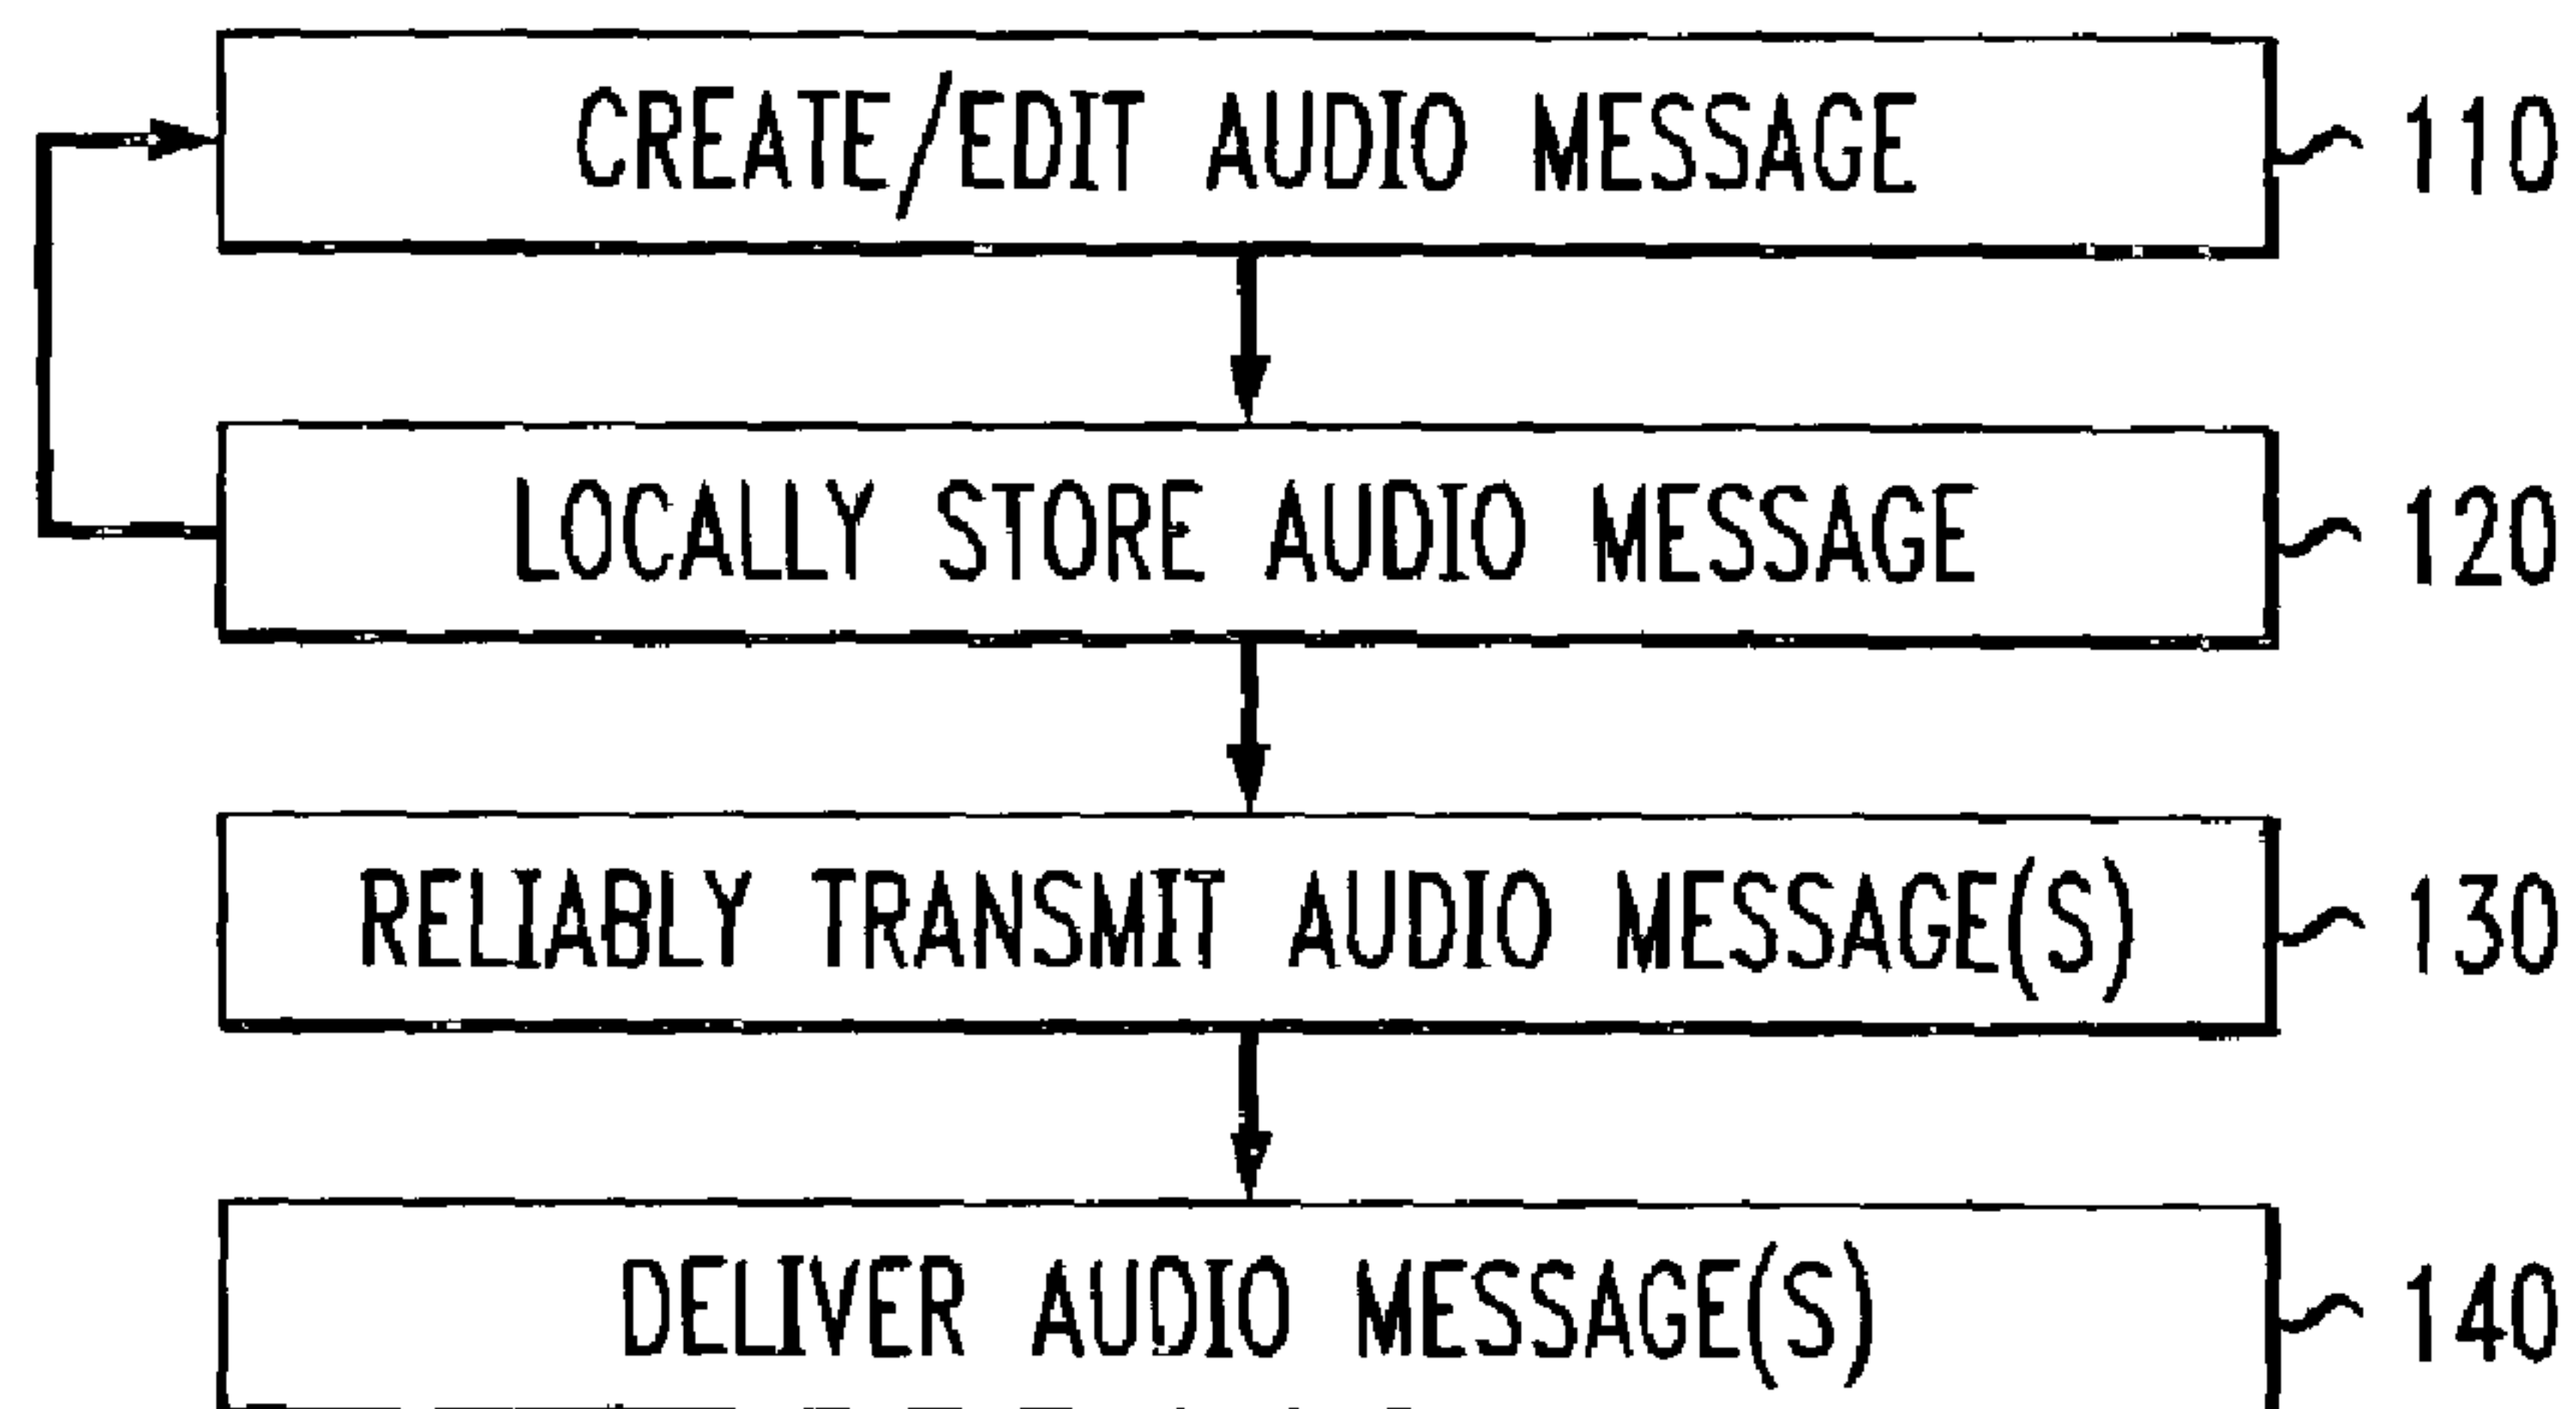 CREATE/EDIT AUDIO MESSAGE 110
LOCALLY STORE AUDIO MESSAGE 120
RELIABLY TRANSMIT AUDIO MESSAGE(S) 130
DELIVER AUDIO MESSAGE(S) 140